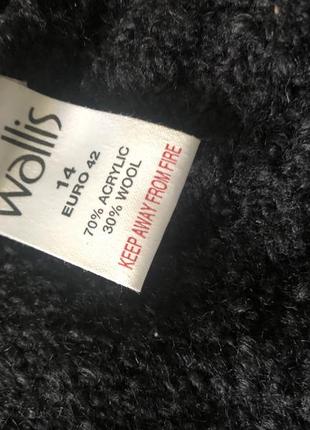 wallis
14
EURO 42
70% ACRYLIC
30% WOOL
KEEP AWAY FROM FIRE